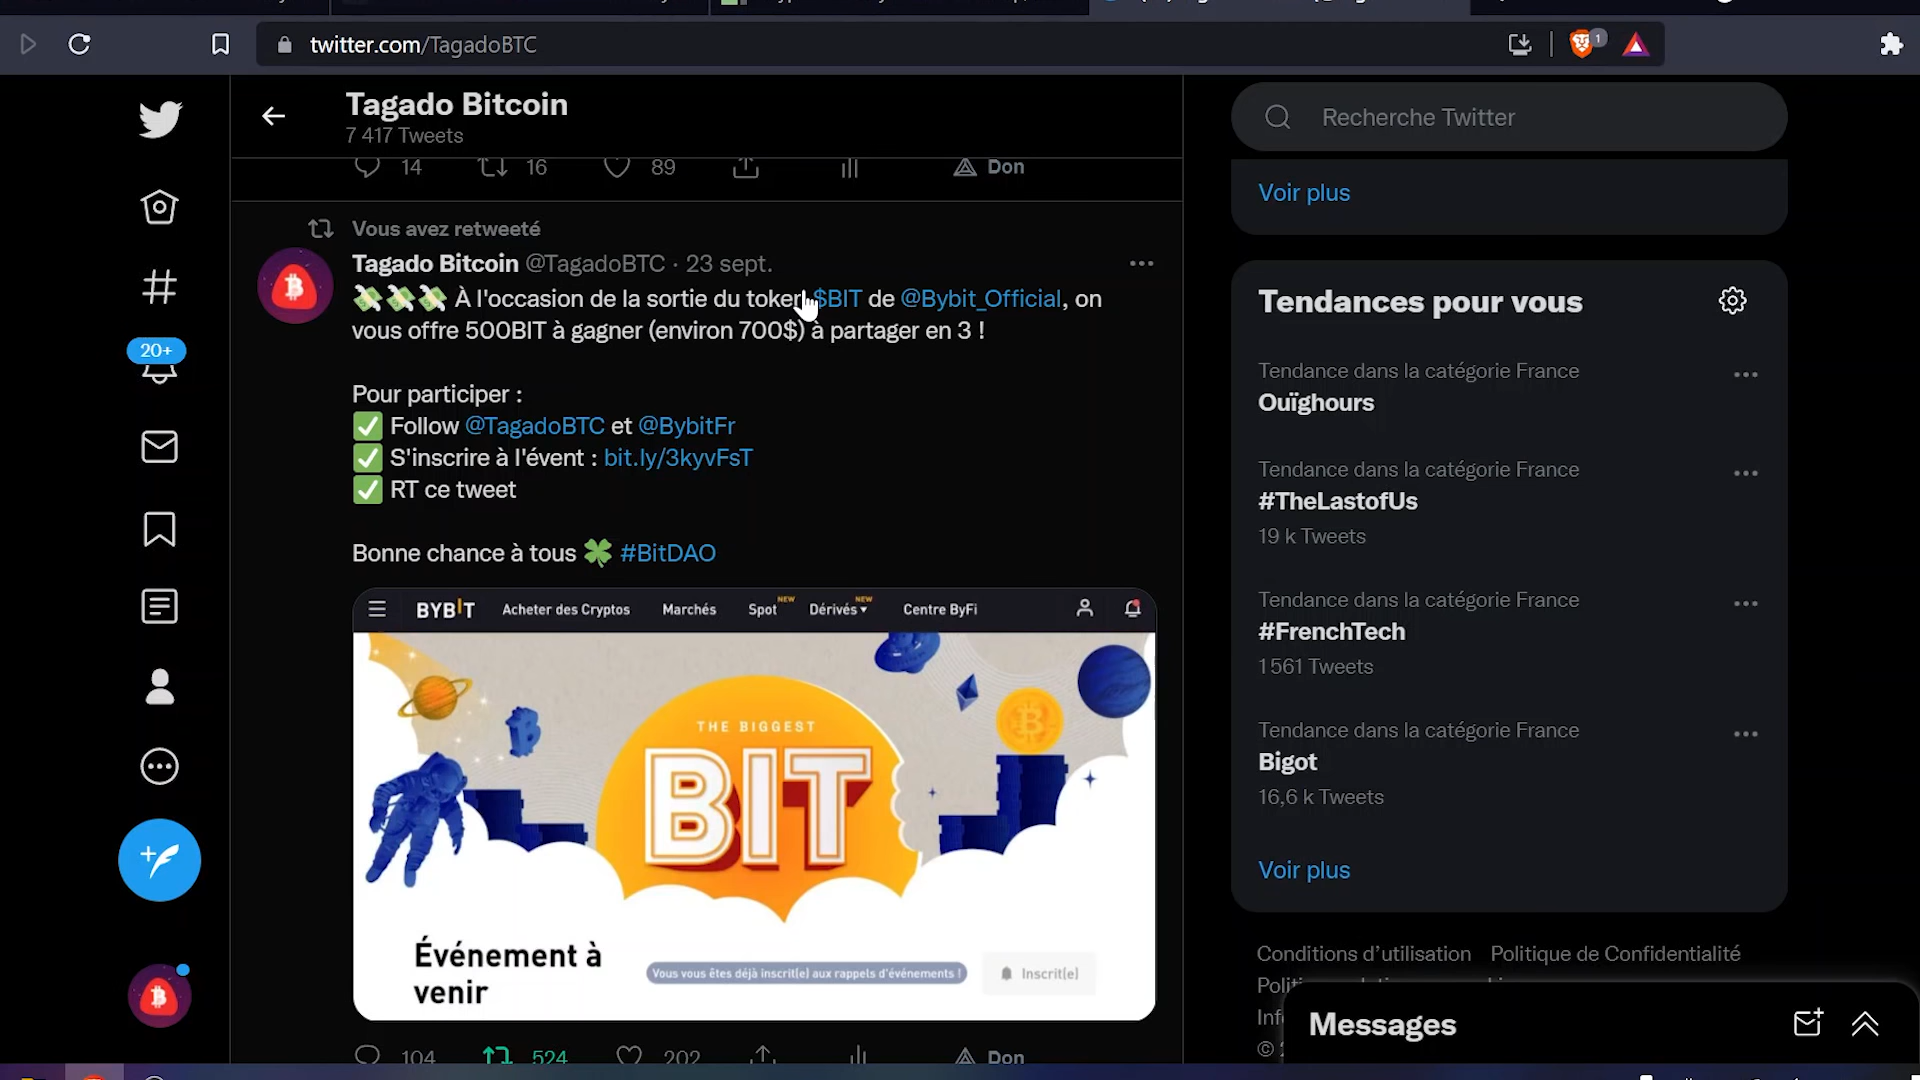 twitter.com/TagadoBTC
1
Tagado Bitcoin
7 417 Tweets
14 16 89 Don
Vous avez retweeté
Tagado Bitcoin @TagadoBTC · 23 sept.
💸💸💸 À l'occasion de la sortie du token $BIT de @Bybit_Official, on
vous offre 500BIT à gagner (environ 700$) à partager en 3 !
Pour participer :
✅ Follow @TagadoBTC et @BybitFr
✅ S'inscrire à l'évent : bit.ly/3kyvFsT
✅ RT ce tweet
Bonne chance à tous 🍀 #BitDAO
BYBIT Acheter des Cryptos Marchés Spot NEW Dérivés NEW Centre ByFi
THE BIGGEST
BIT
Événement à
venir
Vous vous êtes déjà inscrit(e) aux rappels d'événements !
Inscrit(e)
104 524 202 Don
20+
Recherche Twitter
Voir plus
Tendances pour vous
Tendance dans la catégorie France
Ouïghours
Tendance dans la catégorie France
#TheLastofUs
19 k Tweets
Tendance dans la catégorie France
#FrenchTech
1 561 Tweets
Tendance dans la catégorie France
Bigot
16,6 k Tweets
Voir plus
Conditions d'utilisation Politique de Confidentialité
©
Messages